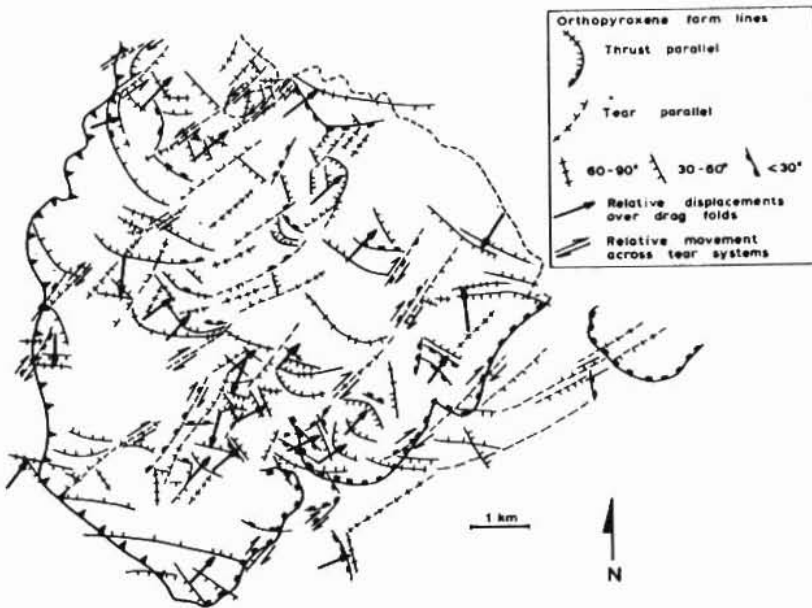 Orthopyroxene form lines
Thrust parallel
Tear parallel
60-90° 30-60° <30°
Relative displacements
over drag folds
Relative movement
across tear systems
1 km
N